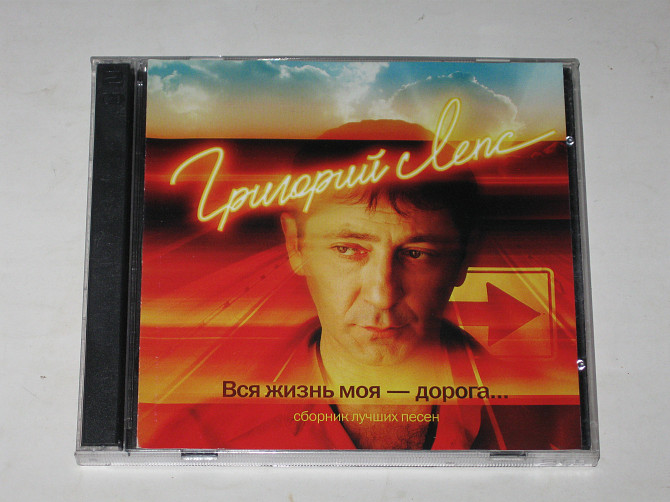 Григорий Лепс
Вся жизнь моя — дорога...
сборник лучших песен